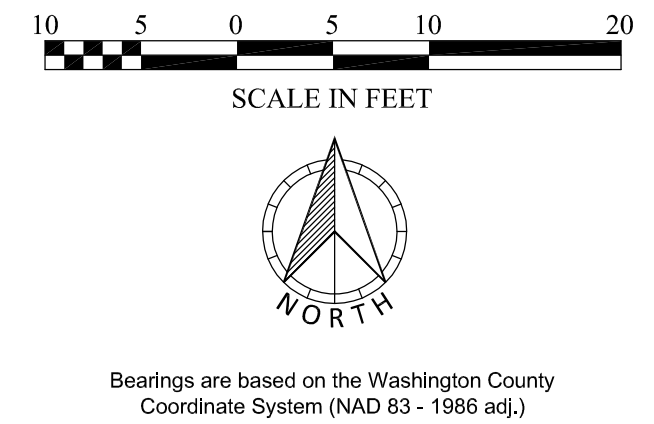 10 5 0 5 10 20
SCALE IN FEET
NORTH
Bearings are based on the Washington County
Coordinate System (NAD 83 - 1986 adj.)